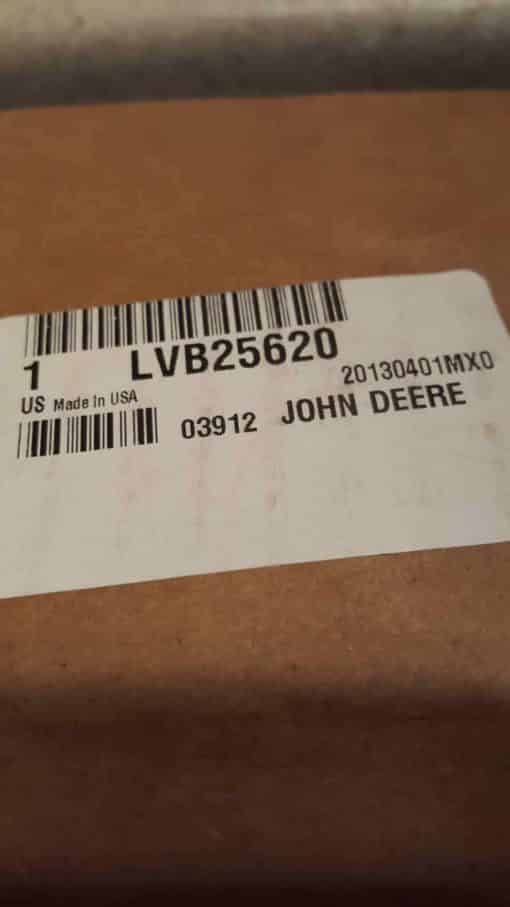 1 LVB25620
20130401MX0
US Made In USA
03912 JOHN DEERE